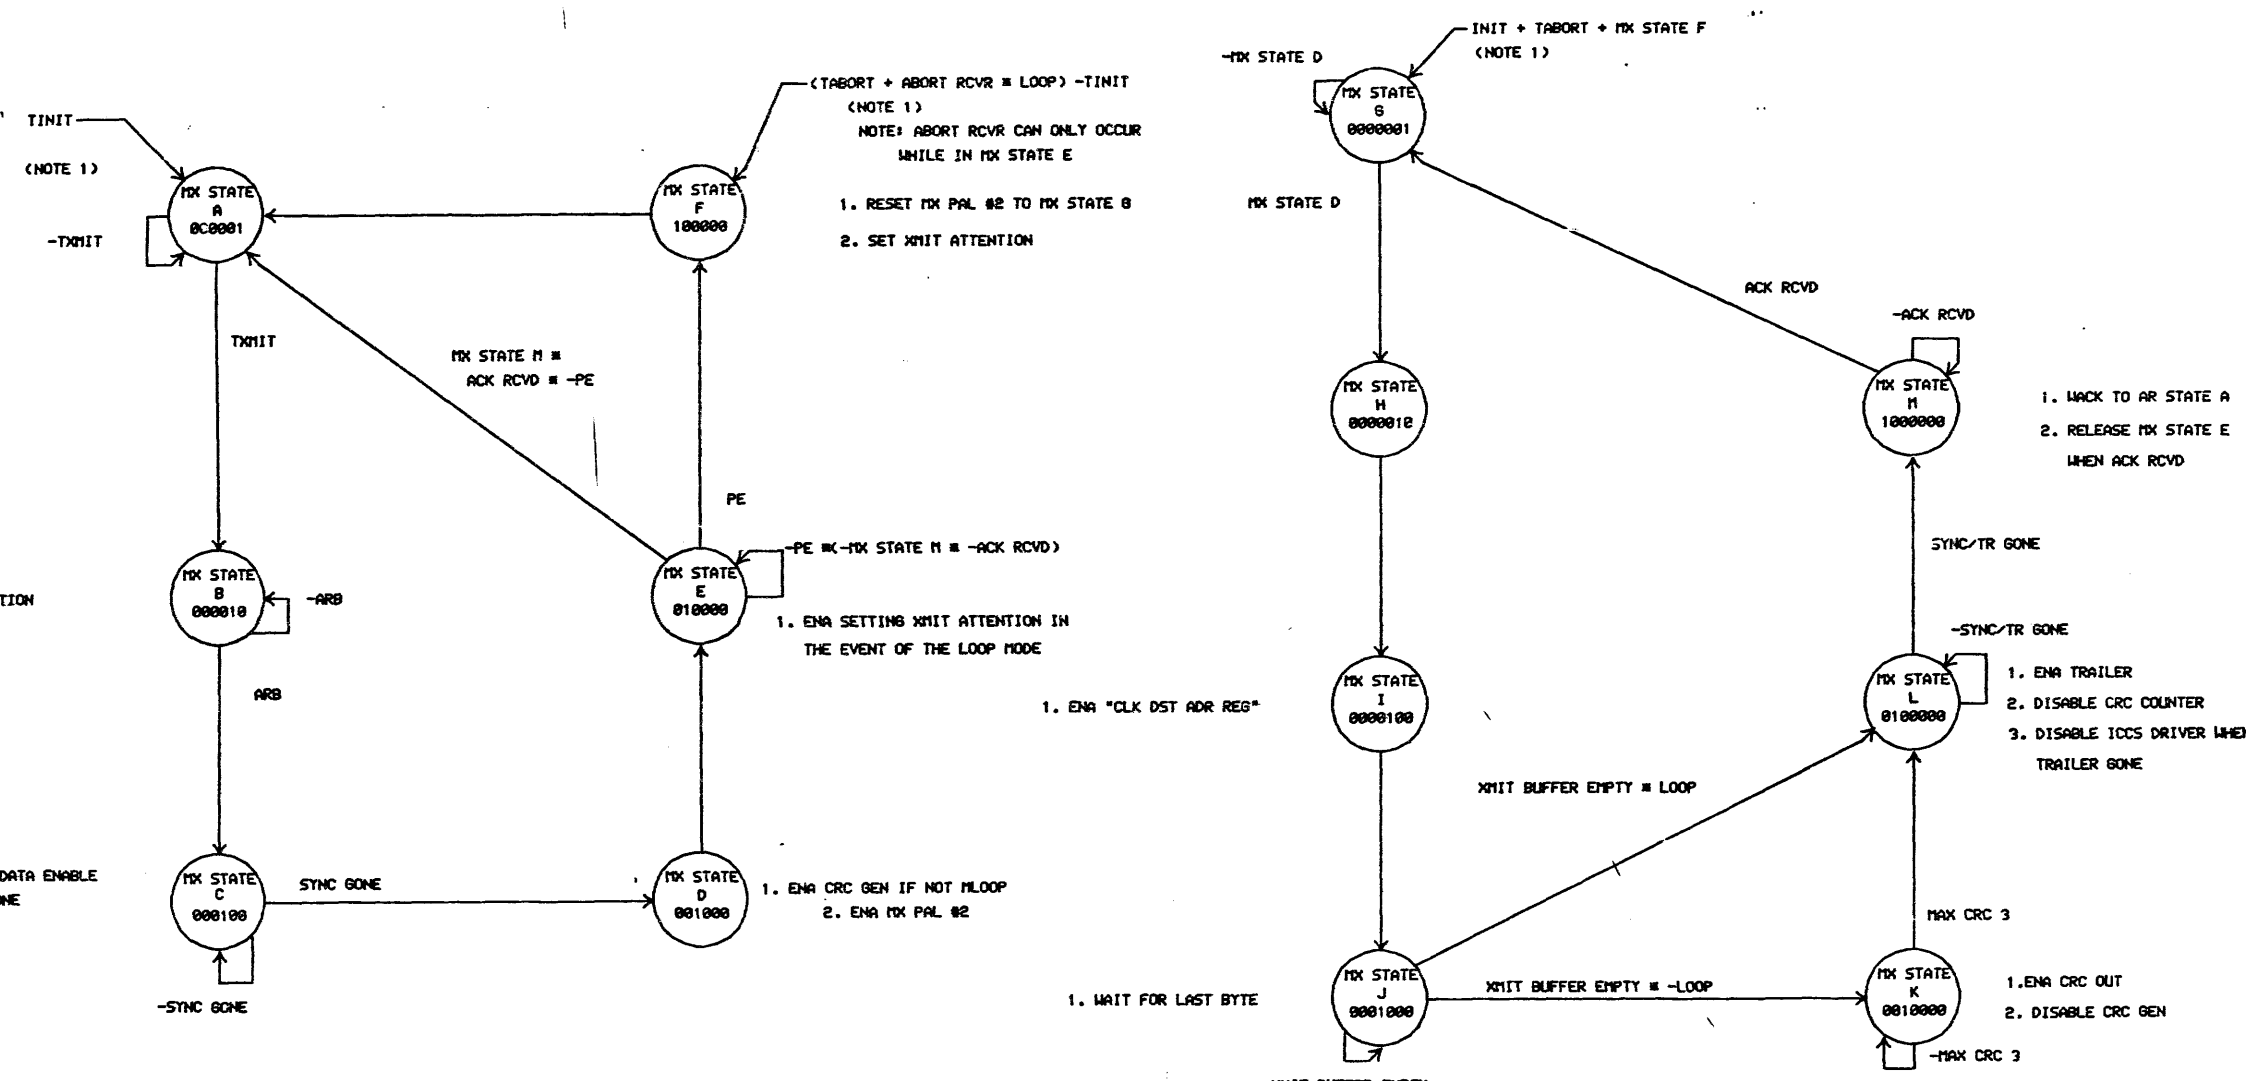 TINIT
(NOTE 1)
MX STATE
A
0C0001
-TXMIT
TXMIT
MX STATE
B
000010
-ARB
TION
ARB
MX STATE
C
000100
DATA ENABLE
NE
SYNC GONE
-SYNC GONE
MX STATE
D
001000
1. ENA CRC GEN IF NOT MLOOP
2. ENA MX PAL #2
MX STATE
E
010000
-PE *(-MX STATE M * -ACK RCVD)
1. ENA SETTING XMIT ATTENTION IN
THE EVENT OF THE LOOP MODE
PE
MX STATE M *
ACK RCVD * -PE
MX STATE
F
100000
(TABORT + ABORT RCVR * LOOP) -TINIT
(NOTE 1)
NOTE: ABORT RCVR CAN ONLY OCCUR
WHILE IN MX STATE E
1. RESET MX PAL #2 TO MX STATE G
2. SET XMIT ATTENTION
INIT + TABORT + MX STATE F
(NOTE 1)
-MX STATE D
MX STATE
G
0000001
MX STATE D
MX STATE
H
0000010
MX STATE
I
0000100
1. ENA "CLK DST ADR REG"
MX STATE
J
0001000
1. WAIT FOR LAST BYTE
XMIT BUFFER EMPTY * LOOP
XMIT BUFFER EMPTY * -LOOP
MX STATE
K
0010000
1.ENA CRC OUT
2. DISABLE CRC GEN
-MAX CRC 3
MAX CRC 3
MX STATE
L
0100000
-SYNC/TR GONE
1. ENA TRAILER
2. DISABLE CRC COUNTER
3. DISABLE ICCS DRIVER WHE
TRAILER GONE
SYNC/TR GONE
MX STATE
M
1000000
-ACK RCVD
1. WACK TO AR STATE A
2. RELEASE MX STATE E
WHEN ACK RCVD
ACK RCVD